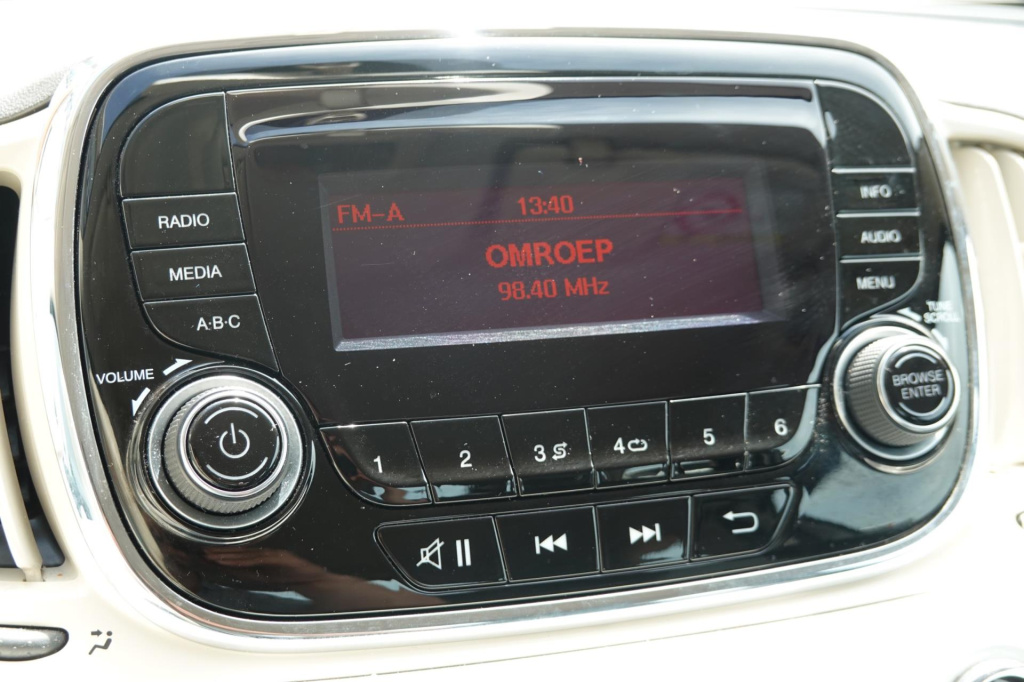 FM-A 13:40
OMROEP
98.40 MHz
RADIO
MEDIA
A·B·C
INFO
AUDIO
MENU
TUNE
SCROLL
VOLUME
BROWSE
ENTER
1 2 3 4 5 6